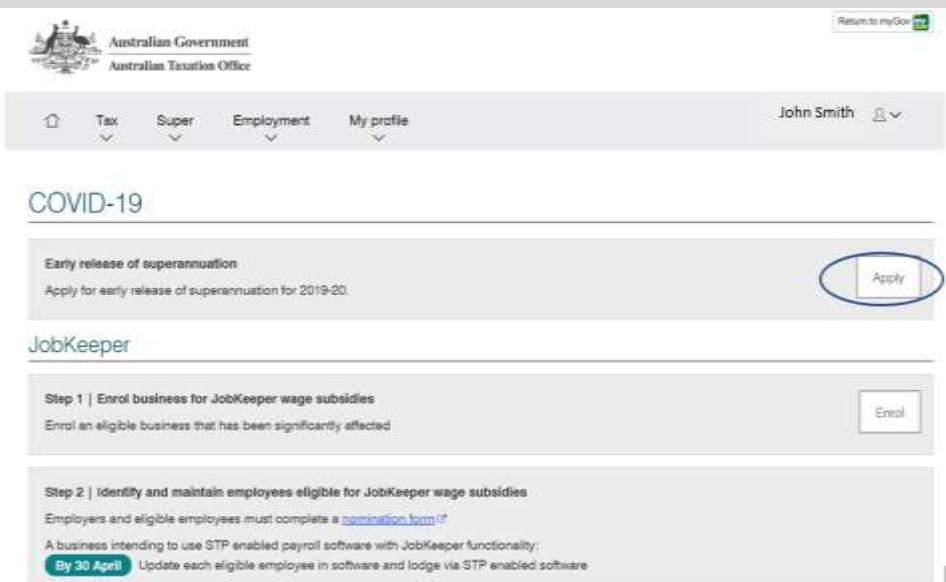 Return to myGov
Australian Government
Australian Taxation Office
Tax Super Employment My profile John Smith
COVID-19
Early release of superannuation
Apply for early release of superannuation for 2019-20.
Apply
JobKeeper
Step 1 | Enrol business for JobKeeper wage subsidies
Enrol an eligible business that has been significantly affected
Enrol
Step 2 | Identify and maintain employees eligible for JobKeeper wage subsidies
Employers and eligible employees must complete a nomination form
A business intending to use STP enabled payroll software with JobKeeper functionality:
By 30 April Update each eligible employee in software and lodge via STP enabled software